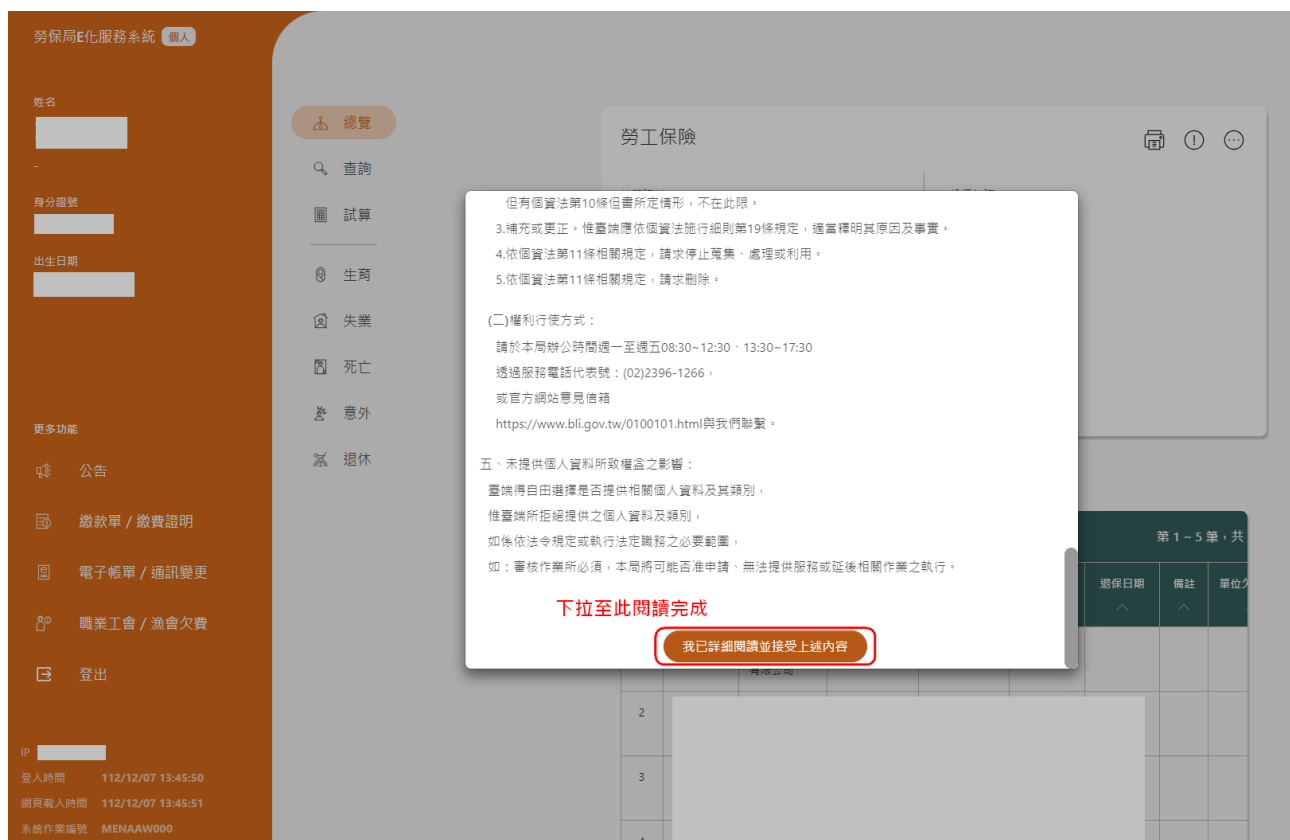 勞保局E化服務系統 個人
姓名
-
身分證號
出生日期
更多功能
公告
繳款單 / 繳費證明
電子帳單 / 通訊變更
職業工會 / 漁會欠費
登出
IP
登入時間 112/12/07 13:45:50
網頁載入時間 112/12/07 13:45:51
系統作業編號 MENAAW000
總覽
查詢
試算
生育
失業
死亡
意外
退休
勞工保險
但有個資法第10條但書所定情形，不在此限。
3.補充或更正。惟臺端應依個資法施行細則第19條規定，適當釋明其原因及事實。
4.依個資法第11條相關規定，請求停止蒐集、處理或利用。
5.依個資法第11條相關規定，請求刪除。
(二)權利行使方式：
請於本局辦公時間週一至週五08:30~12:30、13:30~17:30
透過服務電話代表號：(02)2396-1266，
或官方網站意見信箱
https://www.bli.gov.tw/0100101.html與我們聯繫。
五、未提供個人資料所致權益之影響：
臺端得自由選擇是否提供相關個人資料及其類別，
惟臺端所拒絕提供之個人資料及類別，
如係依法令規定或執行法定職務之必要範圍，
如：審核作業所必須，本局將可能否准申請、無法提供服務或延後相關作業之執行。
下拉至此閱讀完成
我已詳細閱讀並接受上述內容
第 1 ~ 5 筆，共
退保日期 備註 單位
有限公司
2
3